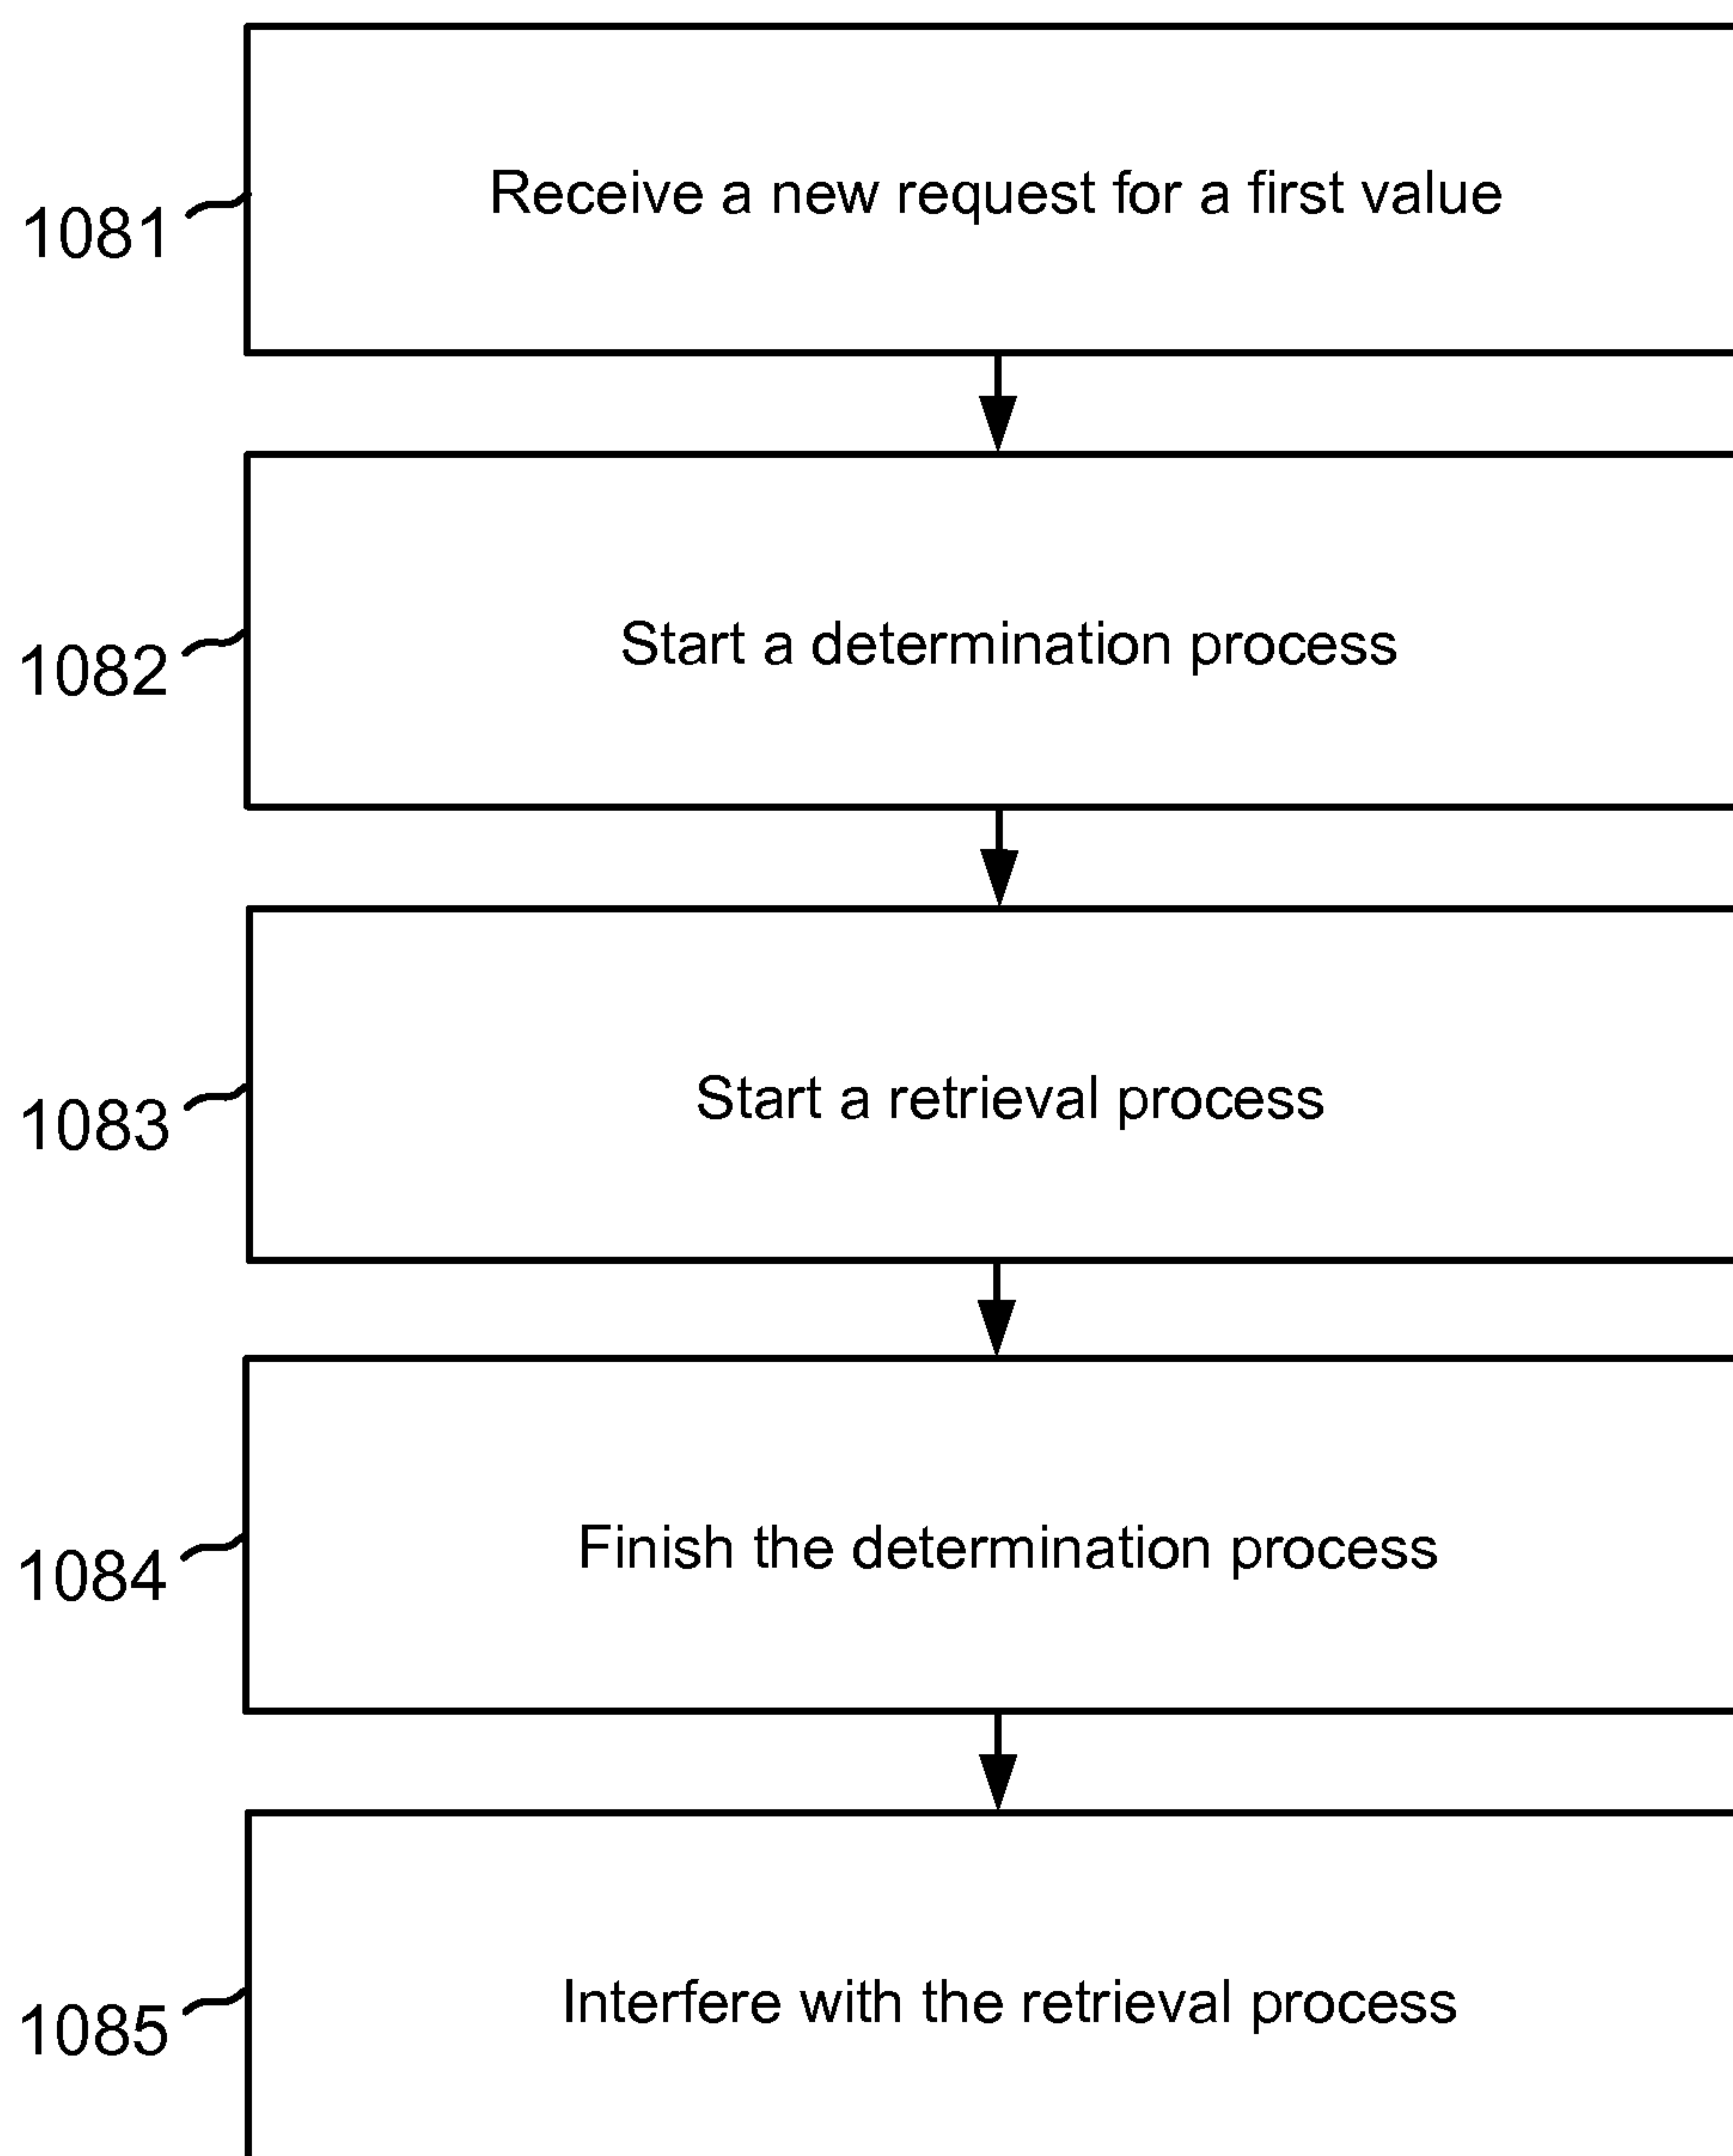 Receive a new request for a first value
1081
Start a determination process
1082
Start a retrieval process
1083
Finish the determination process
1084
Interfere with the retrieval process
1085